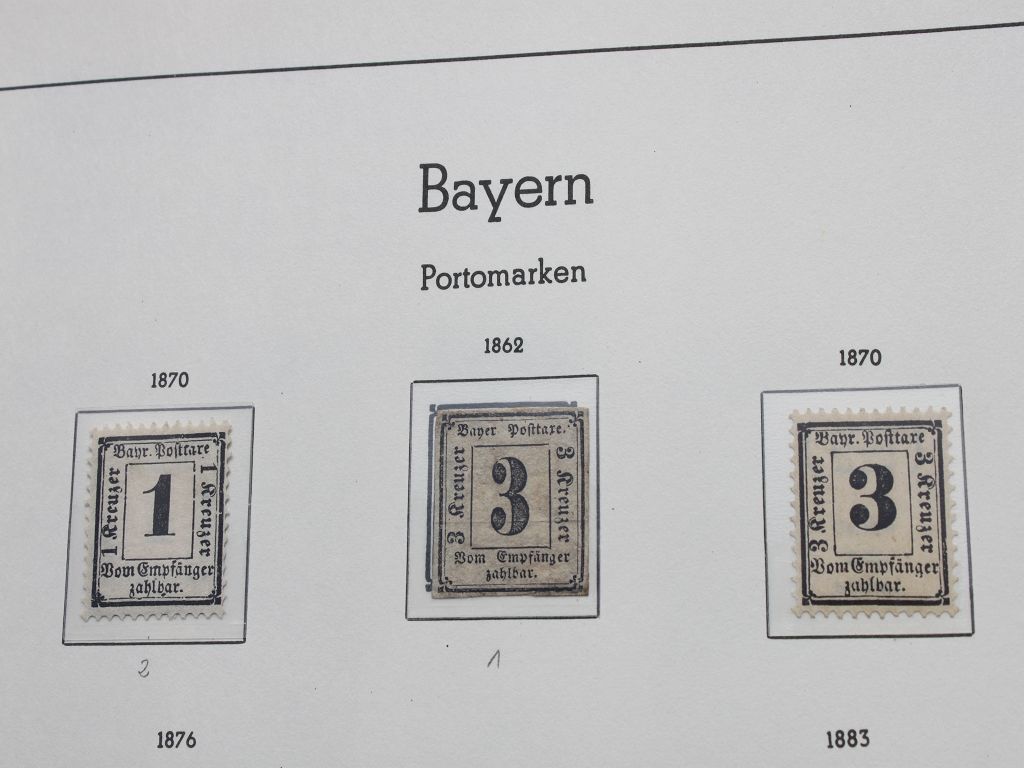 Bayern
Portomarken
1870
1862
1870
Bayr. Posttaxe
1 Kreuzer
1
1 Kreuzer
Vom Empfänger
zahlbar.
Bayer Posttaxe.
3 Kreuzer
3
3 Kreuzer
Vom Empfänger
zahlbar.
Bayr. Posttaxe
3 Kreuzer
3
3 Kreuzer
Vom Empfänger
zahlbar.
2
1
1876
1883